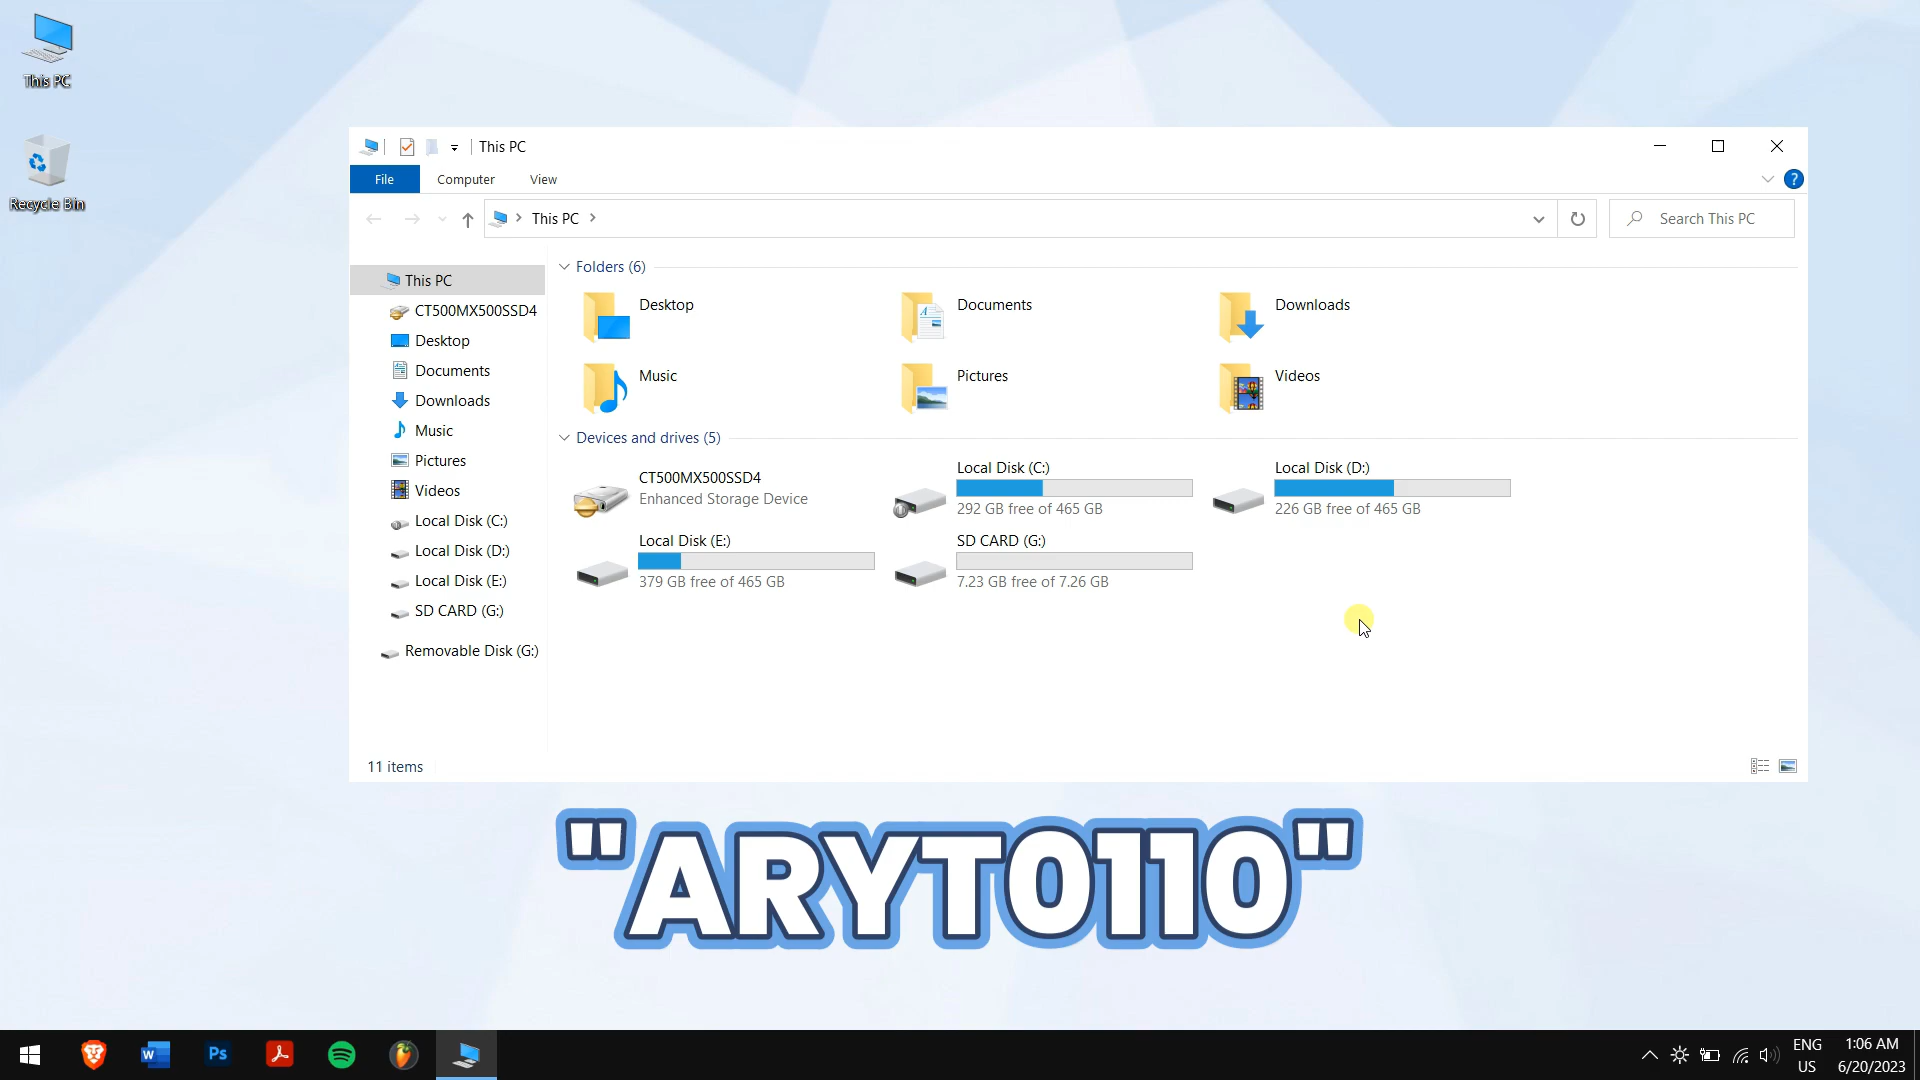 This PC
Recycle Bin
This PC
File Computer View
?
This PC
Search This PC
This PC
CT500MX500SSD4
Desktop
Documents
Downloads
Music
Pictures
Videos
Local Disk (C:)
Local Disk (D:)
Local Disk (E:)
SD CARD (G:)
Removable Disk (G:)
Folders (6)
Desktop
Documents
Downloads
Music
Pictures
Videos
Devices and drives (5)
CT500MX500SSD4
Enhanced Storage Device
Local Disk (C:)
292 GB free of 465 GB
Local Disk (D:)
226 GB free of 465 GB
Local Disk (E:)
379 GB free of 465 GB
SD CARD (G:)
7.23 GB free of 7.26 GB
11 items
"ARYT0110"
W
Ps
ENG
US
1:06 AM
6/20/2023